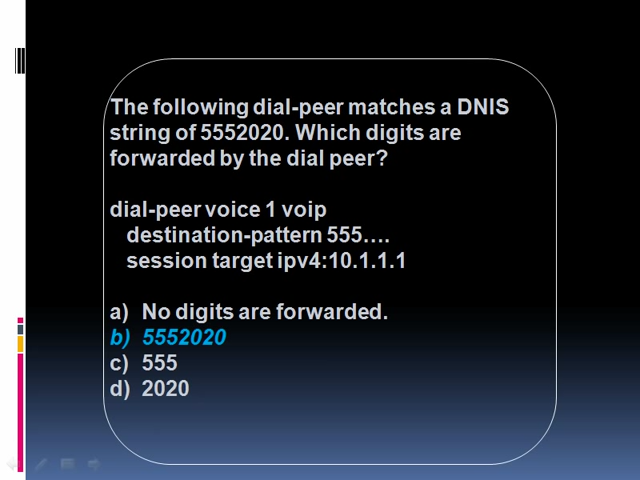 The following dial-peer matches a DNIS
string of 5552020. Which digits are
forwarded by the dial peer?
dial-peer voice 1 voip
destination-pattern 555….
session target ipv4:10.1.1.1
a) No digits are forwarded.
b) 5552020
c) 555
d) 2020